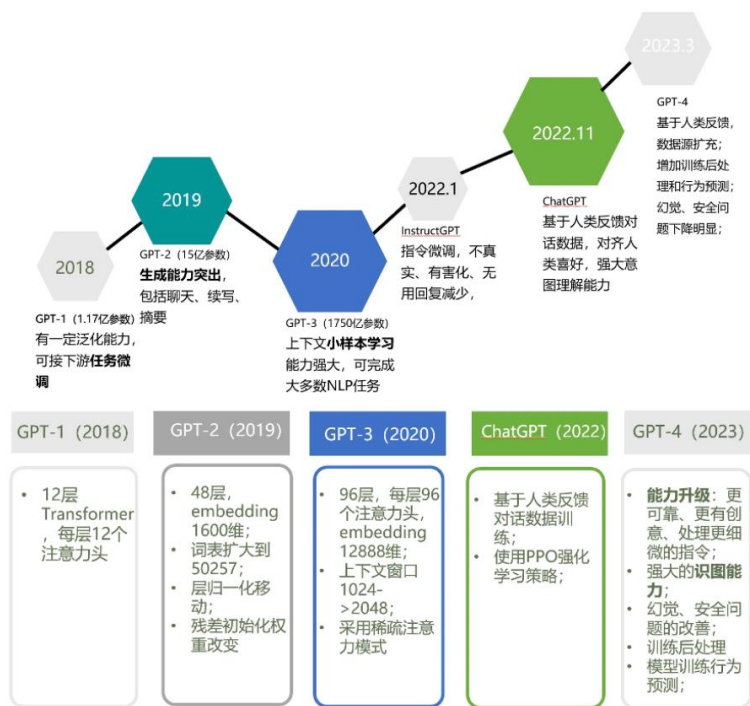 2018
GPT-1（1.17亿参数）
有一定泛化能力，
可接下游任务微
调
2019
GPT-2（15亿参数）
生成能力突出，
包括聊天、续写、
摘要
2020
GPT-3（1750亿参数）
上下文小样本学习
能力强大，可完成
大多数NLP任务
2022.1
InstructGPT
指令微调，不真
实、有害化、无
用回复减少，
2022.11
ChatGPT
基于人类反馈对
话数据，对齐人
类喜好，强大意
图理解能力
2023.3
GPT-4
基于人类反馈，
数据源扩充；
增加训练后处
理和行为预测；
幻觉、安全问题
下降明显；
GPT-1（2018）
• 12层
Transformer
，每层12个
注意力头
GPT-2（2019）
• 48层，
embedding
1600维；
• 词表扩大到
50257；
• 层归一化移
动；
• 残差初始化权
重改变
GPT-3（2020）
• 96层，每层96
个注意力头，
embedding
12888维；
• 上下文窗口
1024-
>2048；
• 采用稀疏注意
力模式
ChatGPT（2022）
• 基于人类反馈
对话数据训
练；
• 使用PPO强化
学习策略；
GPT-4（2023）
• 能力升级：更
可靠、更有创
意、处理更细
微的指令；
• 强大的识图能
力；
• 幻觉、安全问
题的改善；
• 训练后处理
• 模型训练行为
预测；